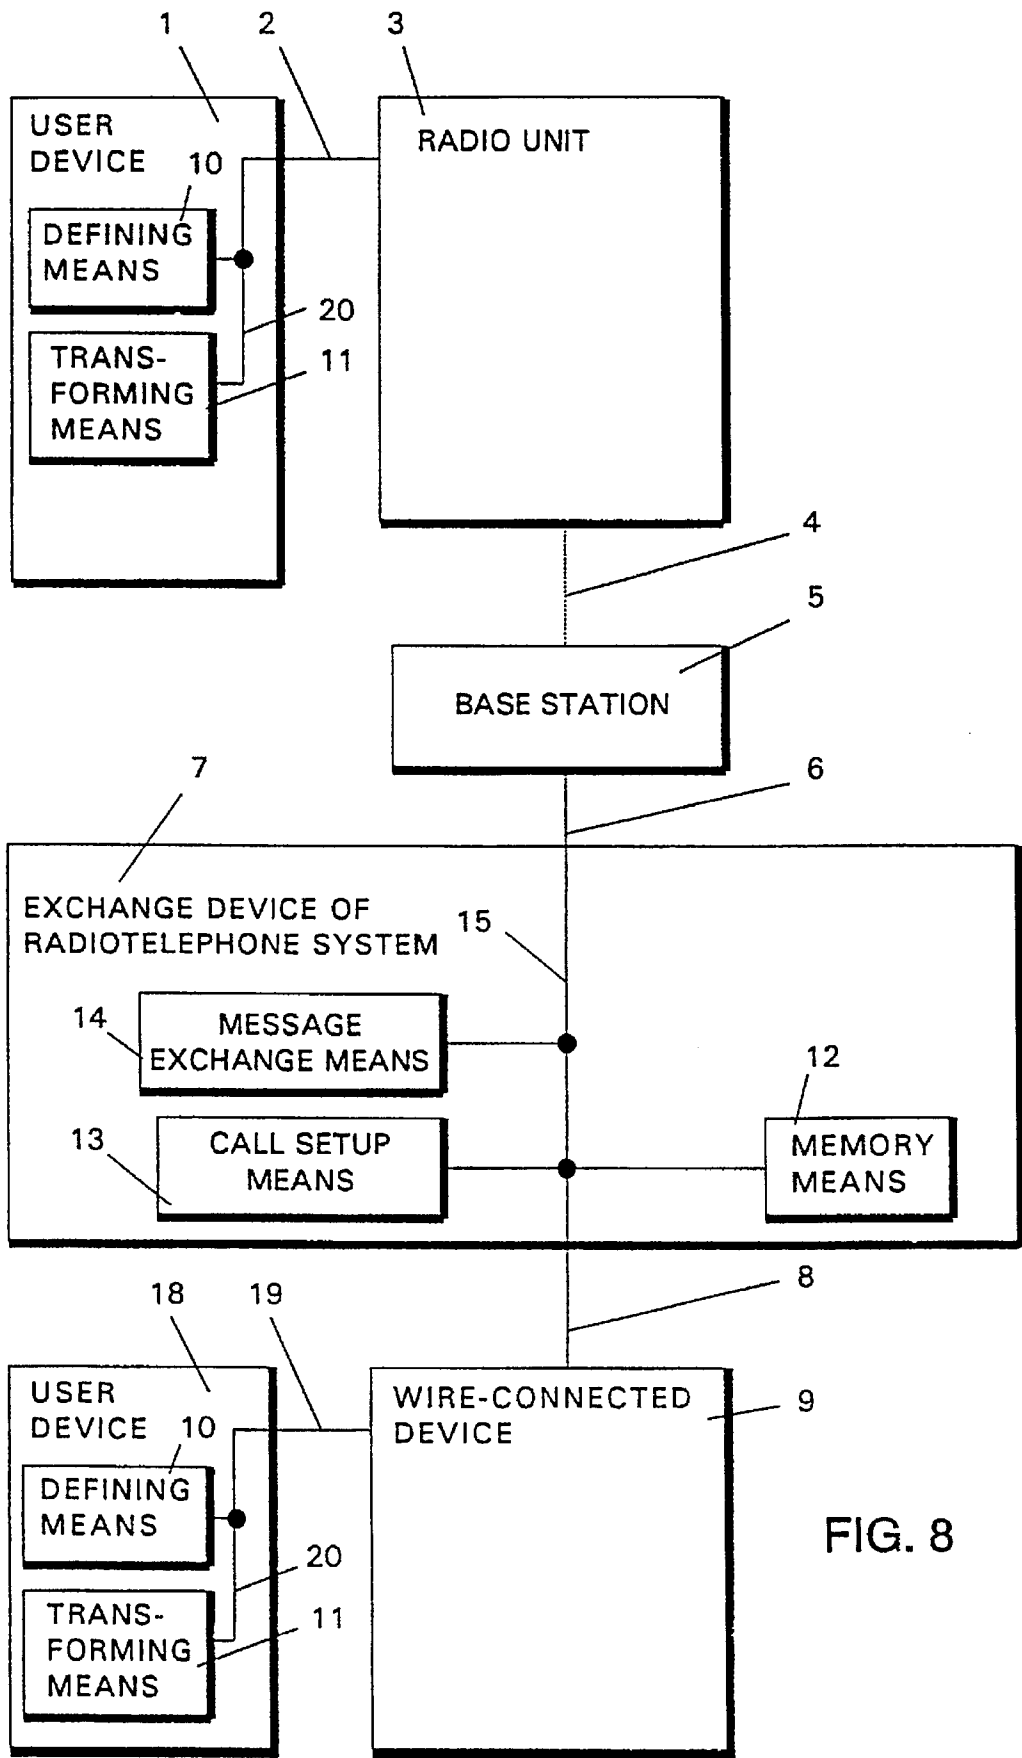 1
2
3
USER
DEVICE
10
RADIO UNIT
DEFINING
MEANS
20
TRANS-
FORMING
MEANS
11
4
5
BASE STATION
7
6
EXCHANGE DEVICE OF
RADIOTELEPHONE SYSTEM
15
14
MESSAGE
EXCHANGE MEANS
12
13
CALL SETUP
MEANS
MEMORY
MEANS
8
18
19
USER
DEVICE
10
WIRE-CONNECTED
DEVICE
9
DEFINING
MEANS
FIG. 8
20
TRANS-
FORMING
MEANS
11